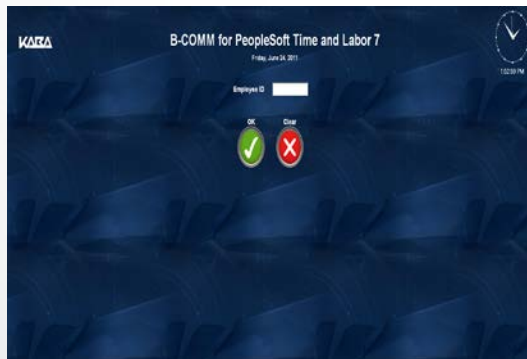 KABA
B-COMM for PeopleSoft Time and Labor 7
Friday, June 24, 2011
1:02:59 PM
Employee ID
OK Clear